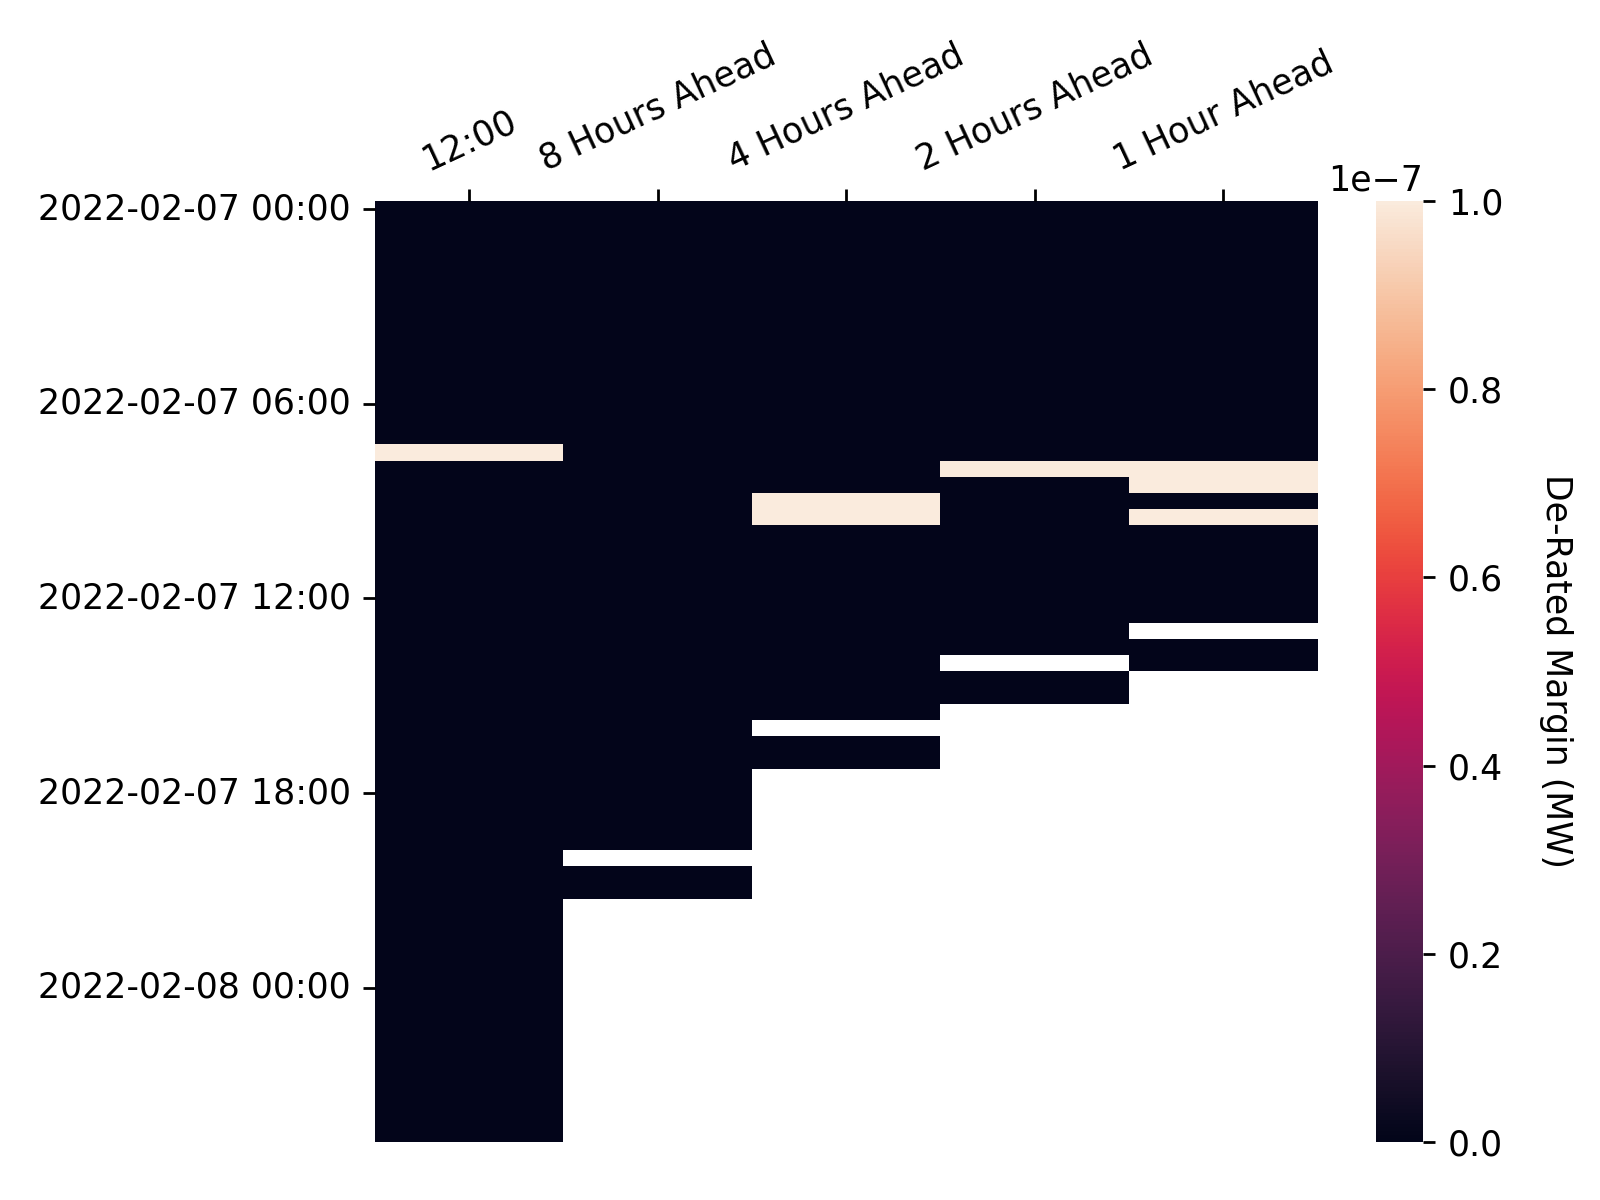 12:00
8 Hours Ahead
4 Hours Ahead
2 Hours Ahead
1 Hour Ahead
2022-02-07 00:00
2022-02-07 06:00
2022-02-07 12:00
2022-02-07 18:00
2022-02-08 00:00
1e−7
1.0
0.8
0.6
0.4
0.2
0.0
De-Rated Margin (MW)